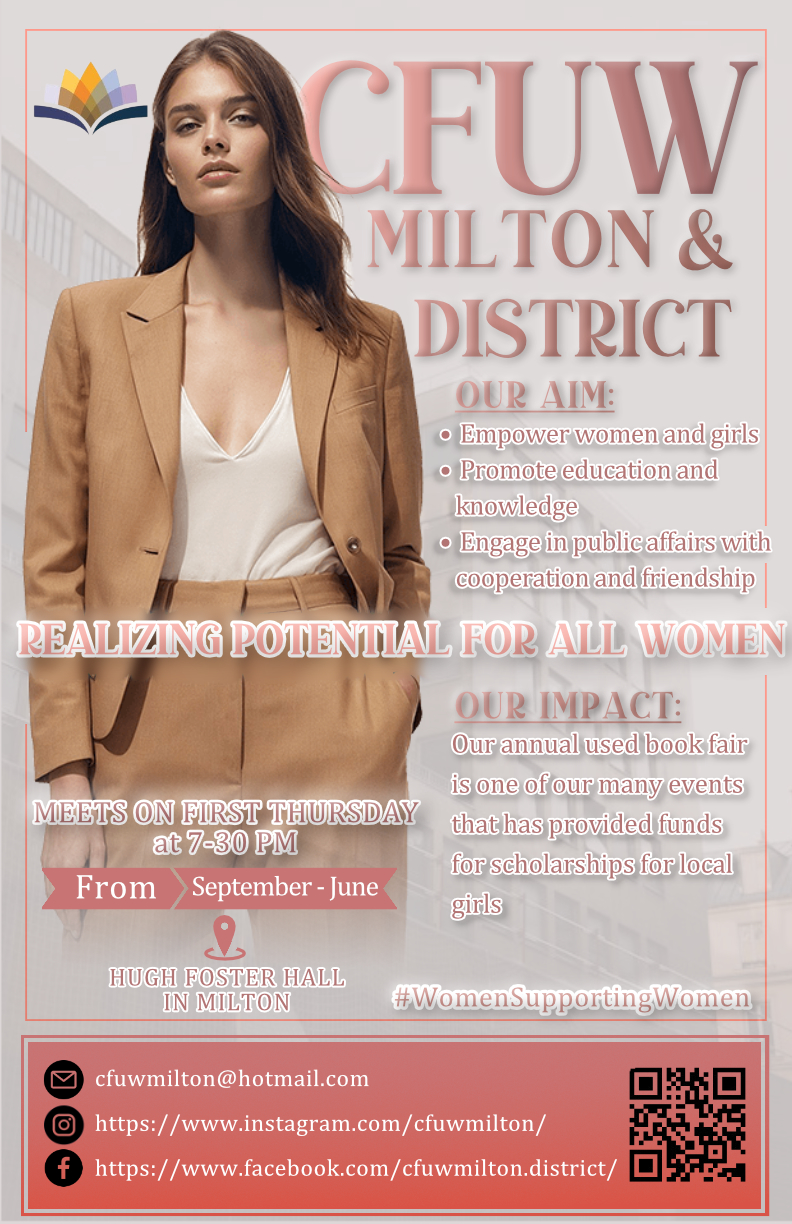 CFUW
MILTON &
DISTRICT
OUR AIM:
• Empower women and girls
• Promote education and
knowledge
• Engage in public affairs with
cooperation and friendship
REALIZING POTENTIAL FOR ALL WOMEN
OUR IMPACT:
Our annual used book fair
is one of our many events
that has provided funds
for scholarships for local
girls
MEETS ON FIRST THURSDAY
at 7-30 PM
From September - June
HUGH FOSTER HALL
IN MILTON
#WomenSupportingWomen
cfuwmilton@hotmail.com
https://www.instagram.com/cfuwmilton/
https://www.facebook.com/cfuwmilton.district/